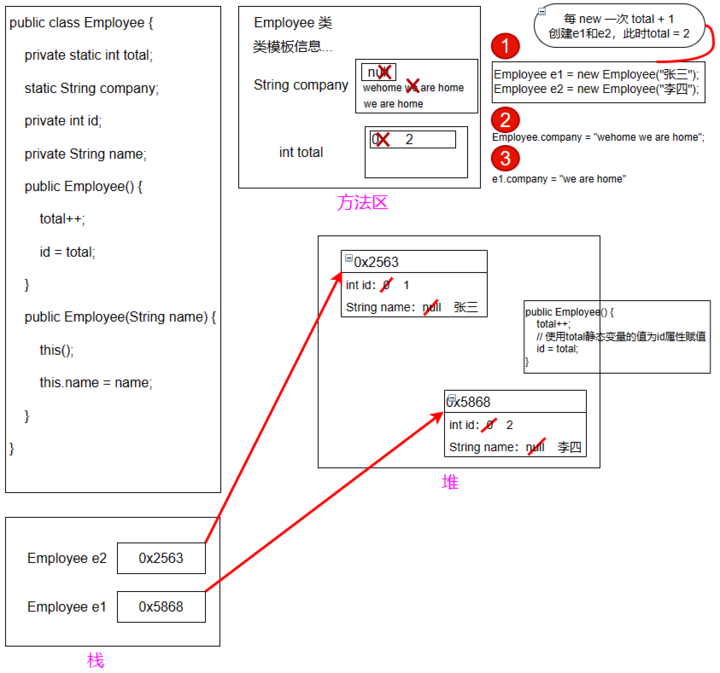 public class Employee {
private static int total;
static String company;
private int id;
private String name;
public Employee() {
total++;
id = total;
}
public Employee(String name) {
this();
this.name = name;
}
}
Employee 类
类模板信息...
String company
null
wehome we are home
we are home
int total
0
2
方法区
每 new 一次 total + 1
创建e1和e2，此时total = 2
1
Employee e1 = new Employee("张三");
Employee e2 = new Employee("李四");
2
Employee.company = "wehome we are home";
3
e1.company = "we are home"
0x2563
int id: 0 1
String name: null 张三
public Employee() {
total++;
// 使用total静态变量的值为id属性赋值
id = total;
}
0x5868
int id: 0 2
String name: null 李四
堆
Employee e2
0x2563
Employee e1
0x5868
栈